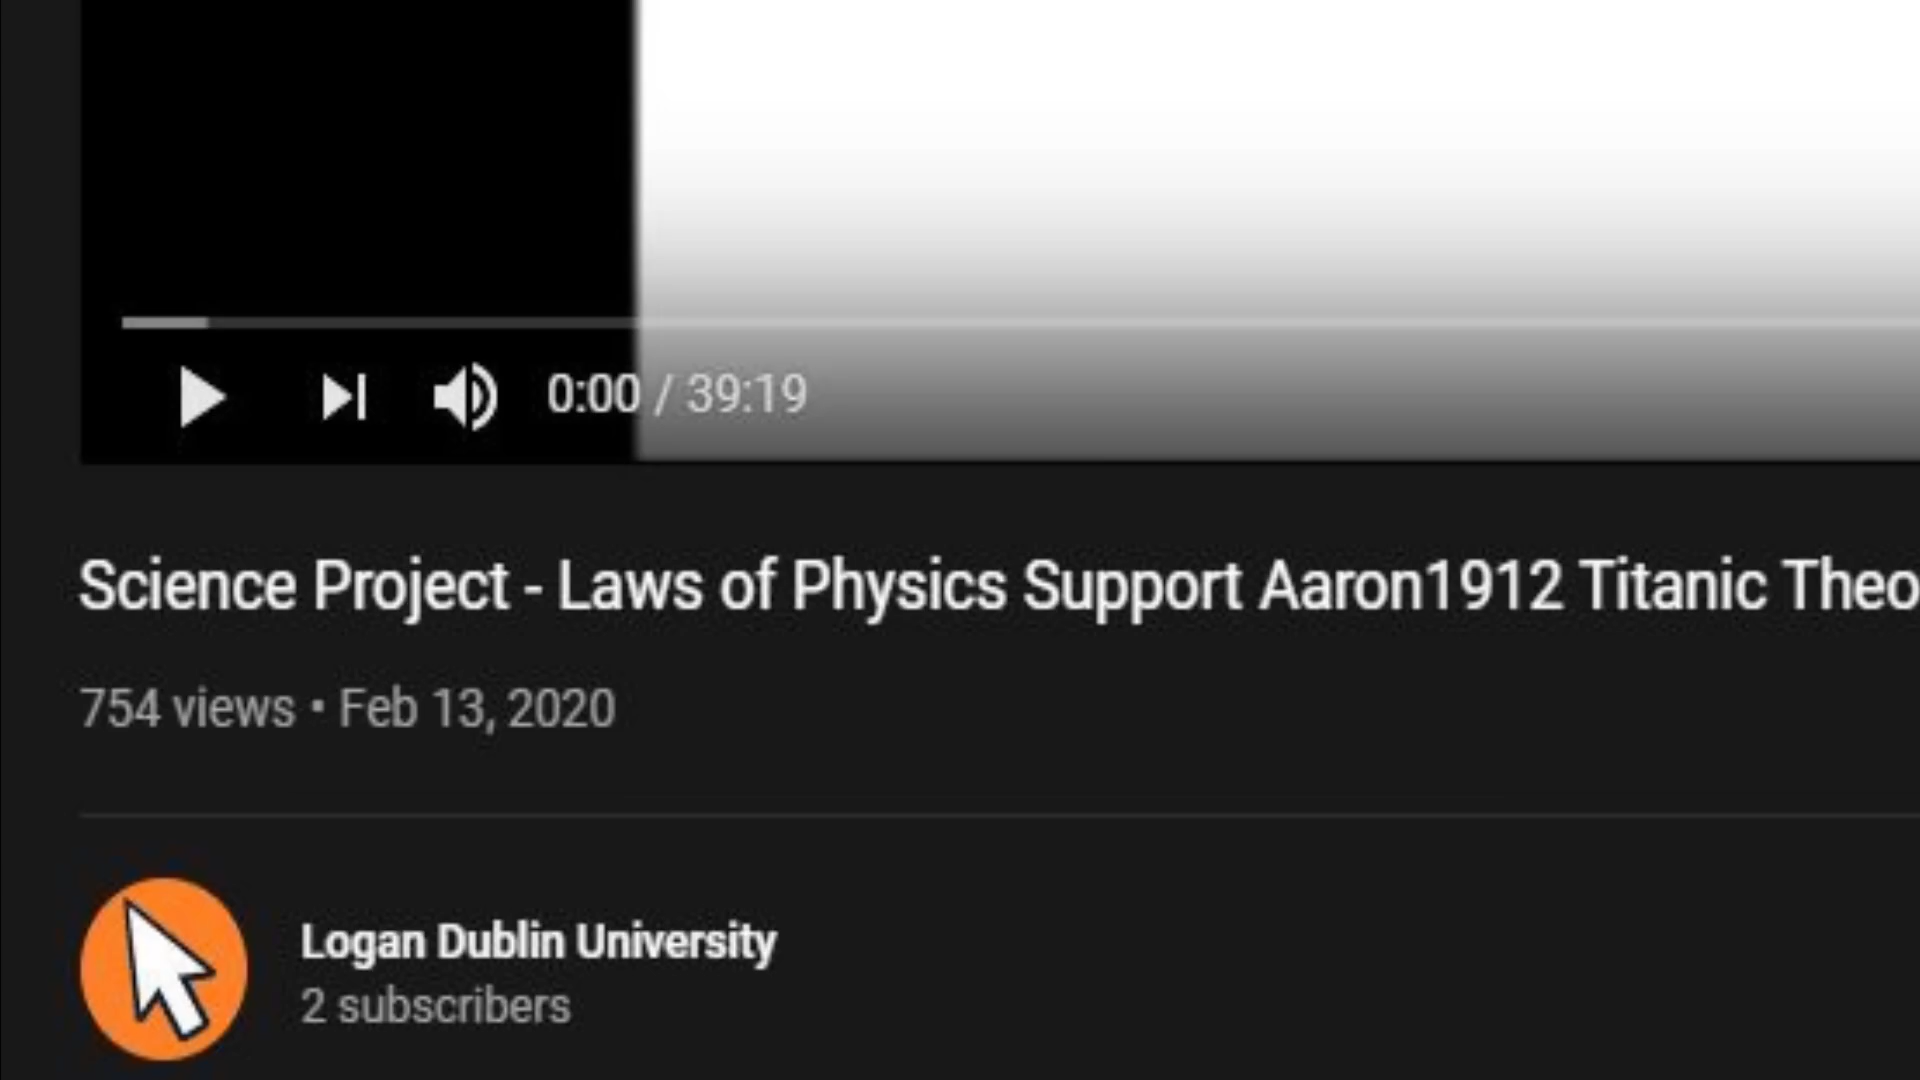 0:00 / 39:19
Science Project - Laws of Physics Support Aaron1912 Titanic Theo
754 views • Feb 13, 2020
Logan Dublin University
2 subscribers